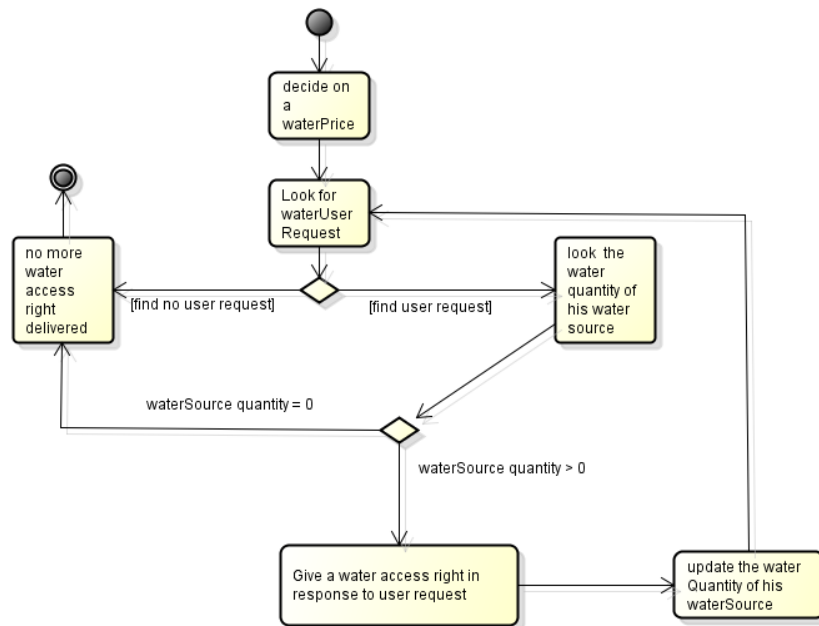 decide on
a
waterPrice
Look for
waterUser
Request
no more
water
access
right
delivered
look the
water
quantity of
his water
source
[find no user request]
[find user request]
waterSource quantity = 0
waterSource quantity > 0
Give a water access right in
response to user request
update the water
Quantity of his
waterSource